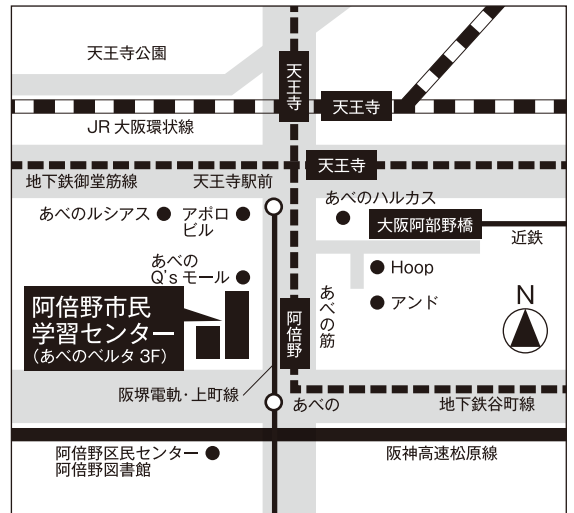 天王寺公園
天王寺
天王寺
JR大阪環状線
天王寺
地下鉄御堂筋線
天王寺駅前
あべのハルカス
あべのルシアス
アポロ
ビル
大阪阿部野橋
近鉄
あべの
Q'sモール
Hoop
アンド
N
阿倍野市民
学習センター
(あべのベルタ 3F)
阿倍野
あべの筋
阪堺電軌・上町線
あべの
地下鉄谷町線
阿倍野区民センター
阿倍野図書館
阪神高速松原線